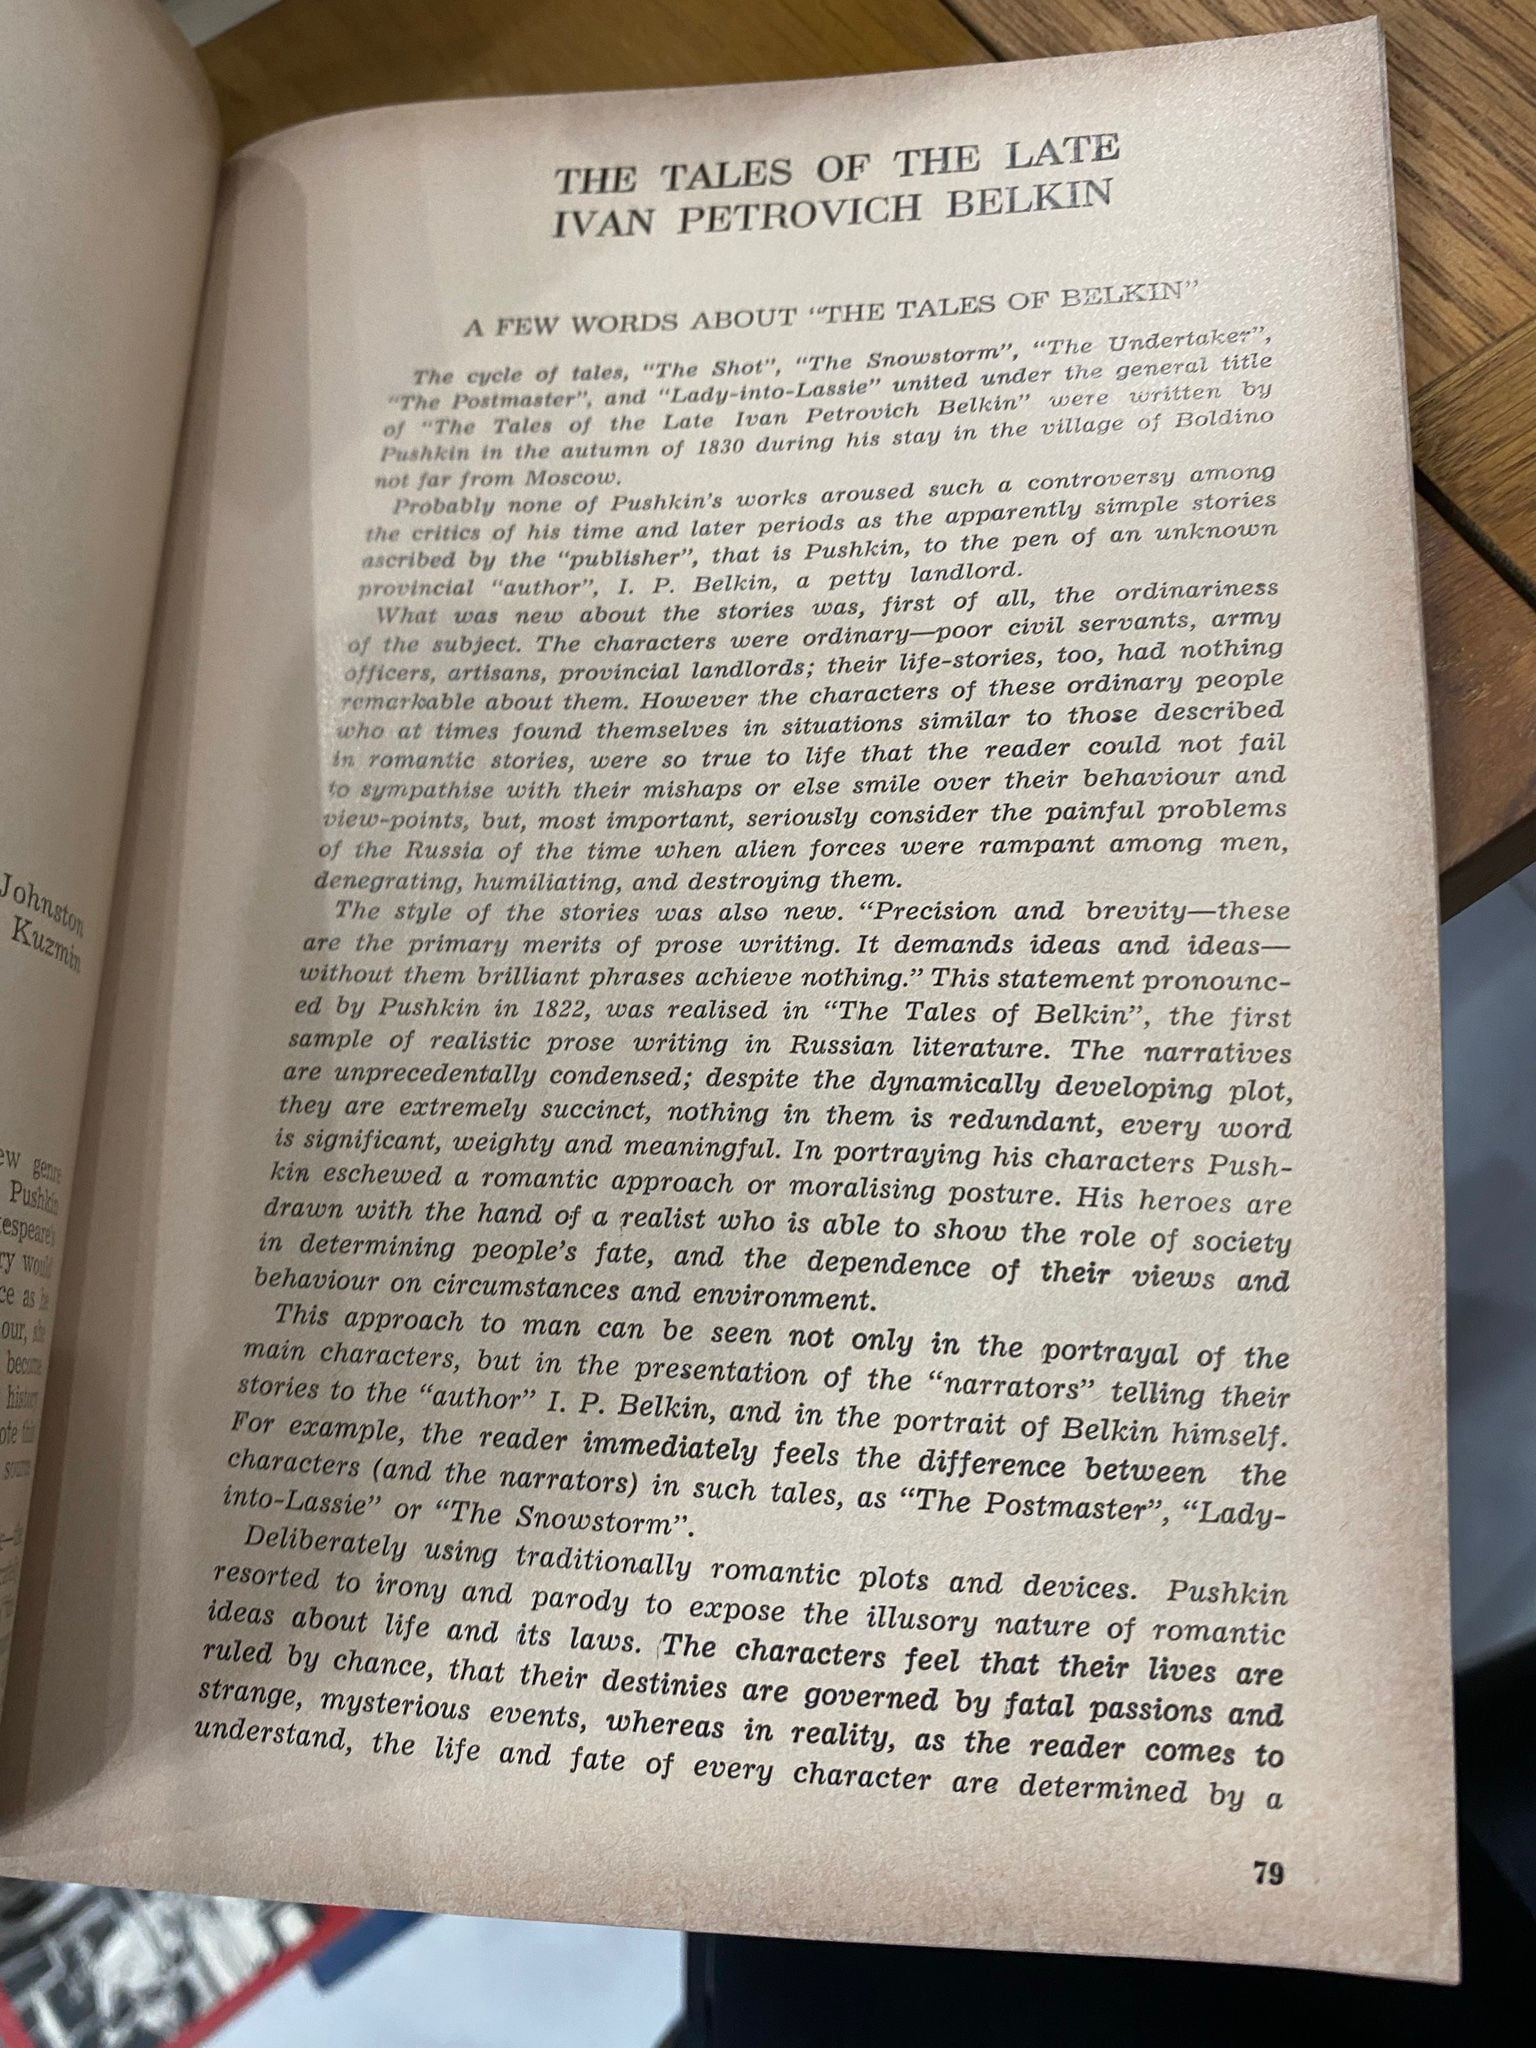 Johnston
Kuzmin
ew genre
Pushkin
kespeare's
ry would
ce as he
our, she
become
history
ote this
source
THE TALES OF THE LATE
IVAN PETROVICH BELKIN
A FEW WORDS ABOUT "THE TALES OF BELKIN"
The cycle of tales, "The Shot", "The Snowstorm", "The Undertaker",
"The Postmaster", and "Lady-into-Lassie" united under the general title
of "The Tales of the Late Ivan Petrovich Belkin" were written by
Pushkin in the autumn of 1830 during his stay in the village of Boldino
not far from Moscow.
Probably none of Pushkin's works aroused such a controversy among
the critics of his time and later periods as the apparently simple stories
ascribed by the "publisher", that is Pushkin, to the pen of an unknown
provincial "author", I. P. Belkin, a petty landlord.
What was new about the stories was, first of all, the ordinariness
of the subject. The characters were ordinary—poor civil servants, army
officers, artisans, provincial landlords; their life-stories, too, had nothing
remarkable about them. However the characters of these ordinary people
who at times found themselves in situations similar to those described
in romantic stories, were so true to life that the reader could not fail
to sympathise with their mishaps or else smile over their behaviour and
view-points, but, most important, seriously consider the painful problems
of the Russia of the time when alien forces were rampant among men,
denegrating, humiliating, and destroying them.
The style of the stories was also new. "Precision and brevity—these
are the primary merits of prose writing. It demands ideas and ideas—
without them brilliant phrases achieve nothing." This statement pronounc-
ed by Pushkin in 1822, was realised in "The Tales of Belkin", the first
sample of realistic prose writing in Russian literature. The narratives
are unprecedentally condensed; despite the dynamically developing plot,
they are extremely succinct, nothing in them is redundant, every word
is significant, weighty and meaningful. In portraying his characters Push-
kin eschewed a romantic approach or moralising posture. His heroes are
drawn with the hand of a realist who is able to show the role of society
in determining people's fate, and the dependence of their views and
behaviour on circumstances and environment.
This approach to man can be seen not only in the portrayal of the
main characters, but in the presentation of the "narrators" telling their
stories to the "author" I. P. Belkin, and in the portrait of Belkin himself.
For example, the reader immediately feels the difference between the
characters (and the narrators) in such tales, as "The Postmaster", "Lady-
into-Lassie" or "The Snowstorm".
Deliberately using traditionally romantic plots and devices. Pushkin
resorted to irony and parody to expose the illusory nature of romantic
ideas about life and its laws. The characters feel that their lives are
ruled by chance, that their destinies are governed by fatal passions and
strange, mysterious events, whereas in reality, as the reader comes to
understand, the life and fate of every character are determined by a
79